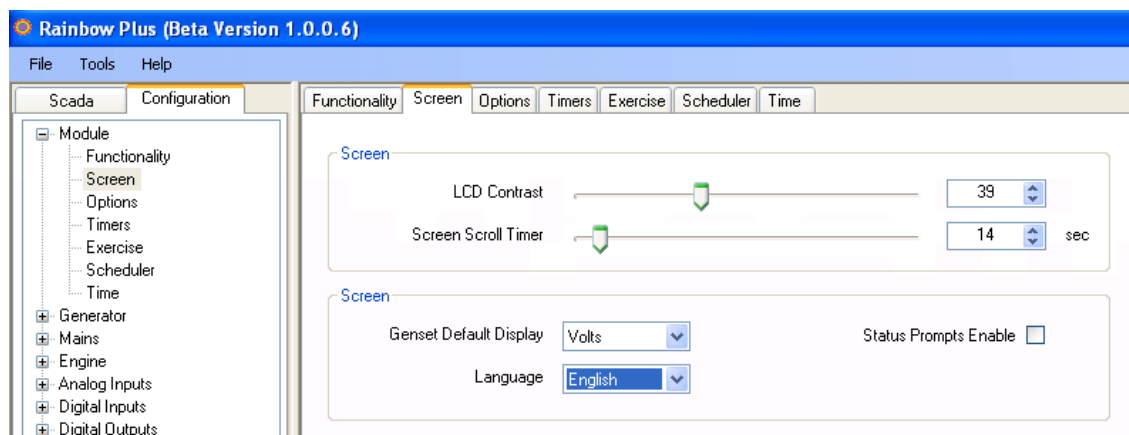 Rainbow Plus (Beta Version 1.0.0.6)
File Tools Help
Scada Configuration
Module
Functionality
Screen
Options
Timers
Exercise
Scheduler
Time
Generator
Mains
Engine
Analog Inputs
Digital Inputs
Digital Outputs
Functionality Screen Options Timers Exercise Scheduler Time
Screen
LCD Contrast 39
Screen Scroll Timer 14 sec
Screen
Genset Default Display Volts Status Prompts Enable
Language English